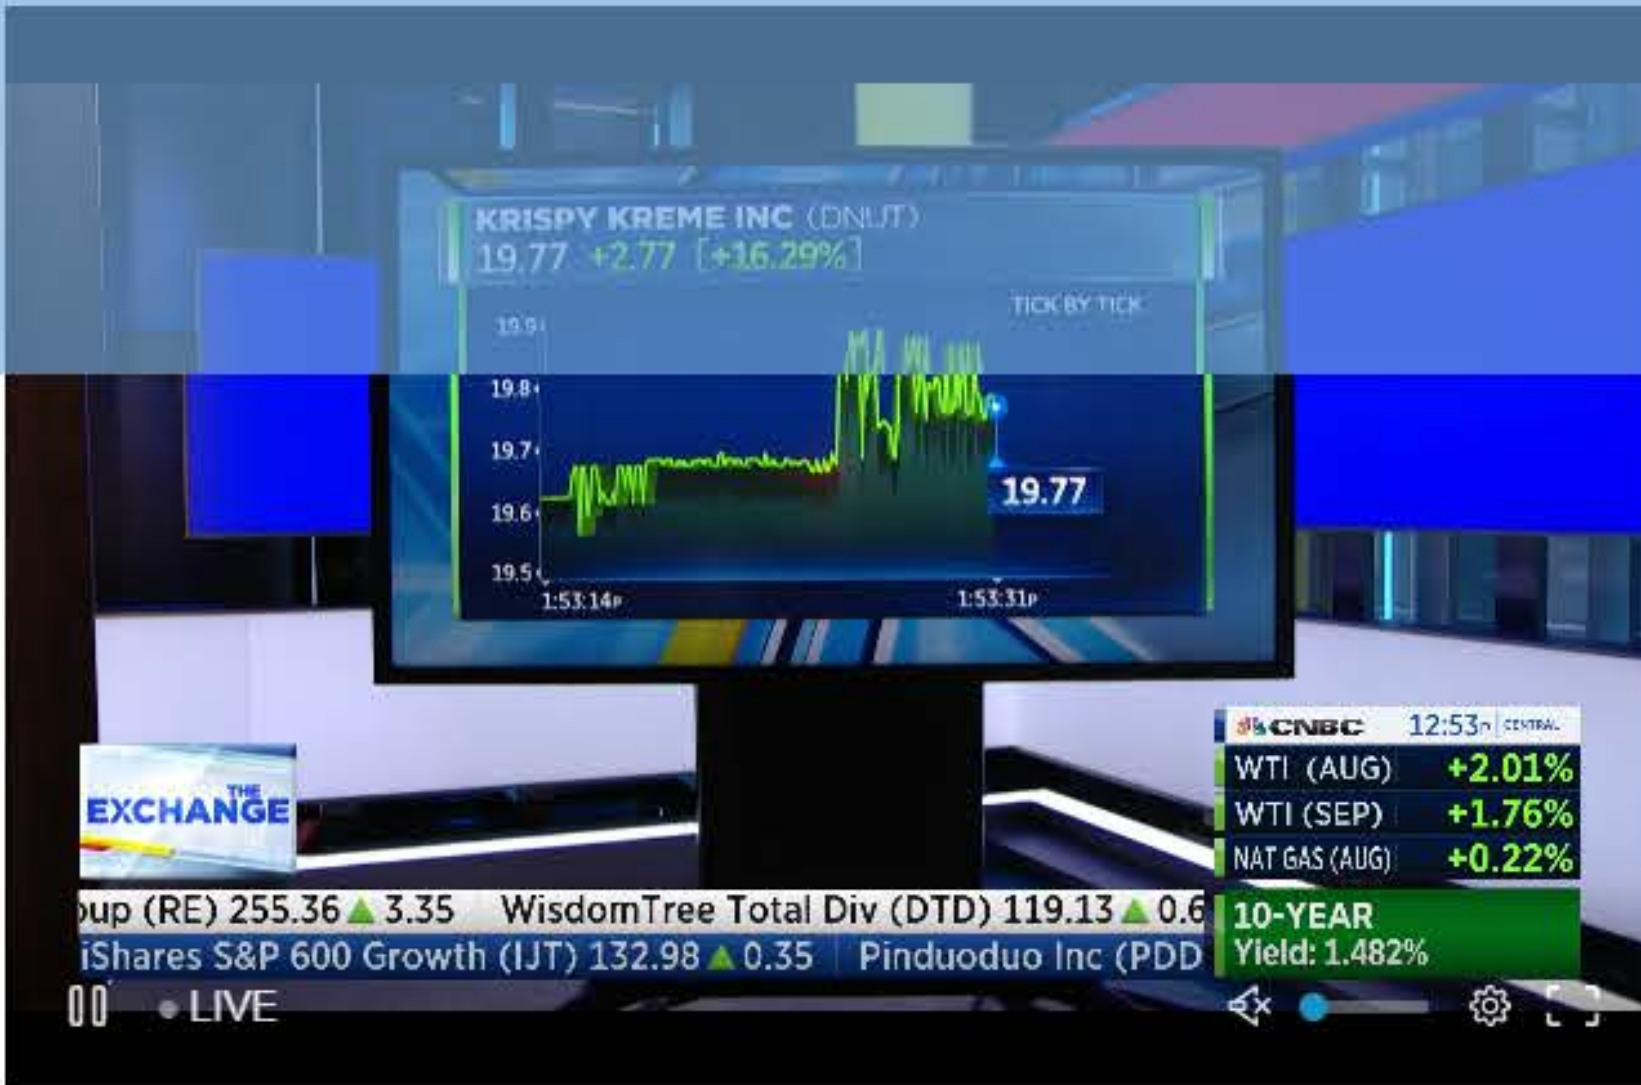 KRISPY KREME INC (DNUT)
19.77 +2.77 [+16.29%]
TICK BY TICK
19.9
19.8
19.7
19.77
19.6
19.5
1:53:14P 1:53:31P
CNBC 12:53P CENTRAL
WTI (AUG) +2.01%
WTI (SEP) +1.76%
NAT GAS (AUG) +0.22%
THE
EXCHANGE
oup (RE) 255.36 ▲ 3.35 WisdomTree Total Div (DTD) 119.13 ▲ 0.6
iShares S&P 600 Growth (IJT) 132.98 ▲ 0.35 Pinduoduo Inc (PDD
10-YEAR
Yield: 1.482%
LIVE